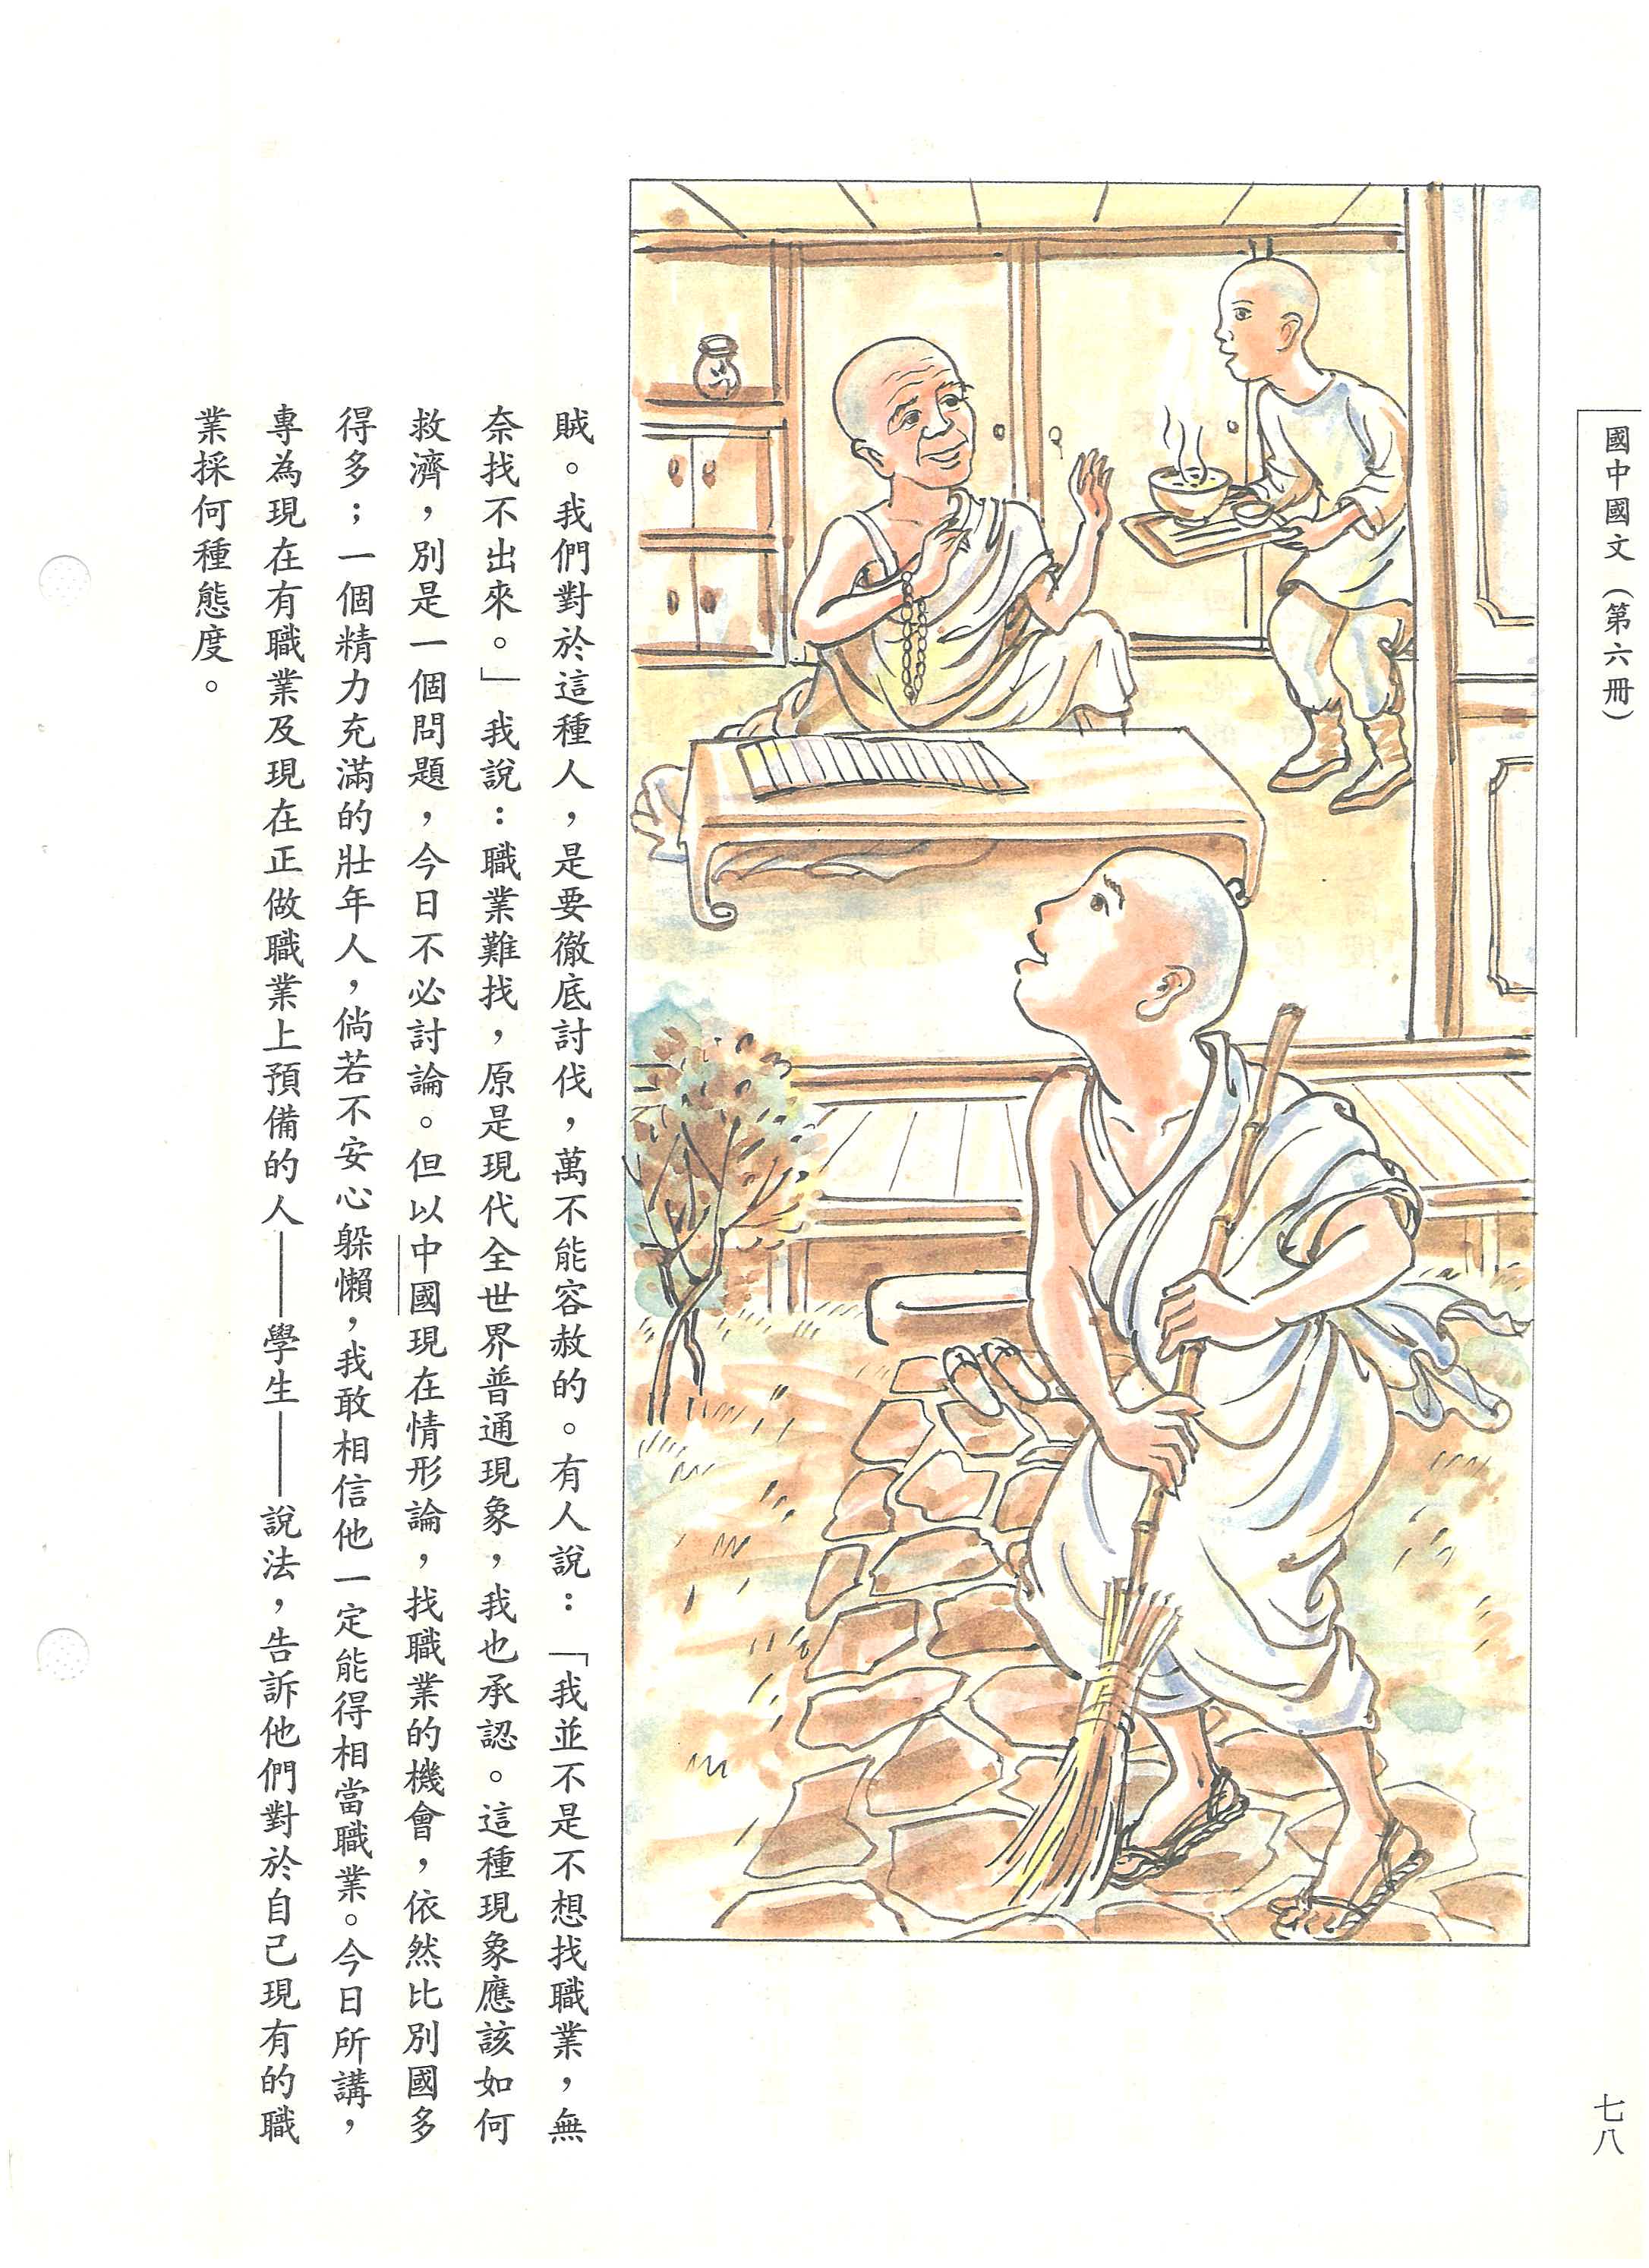 國中國文（第六冊）
七八
賊。我們對於這種人，是要徹底討伐，萬不能容赦的。有人說：「我並不是不想找職業，無
奈找不出來。」我說：職業難找，原是現代全世界普通現象，我也承認。這種現象應該如何
救濟，別是一個問題，今日不必討論。但以中國現在情形論，找職業的機會，依然比別國多
得多；一個精力充滿的壯年人，倘若不安心躲懶，我敢相信他一定能得相當職業。今日所講，
專為現在有職業及現在正做職業上預備的人——學生——說法，告訴他們對於自己現有的職
業採何種態度。